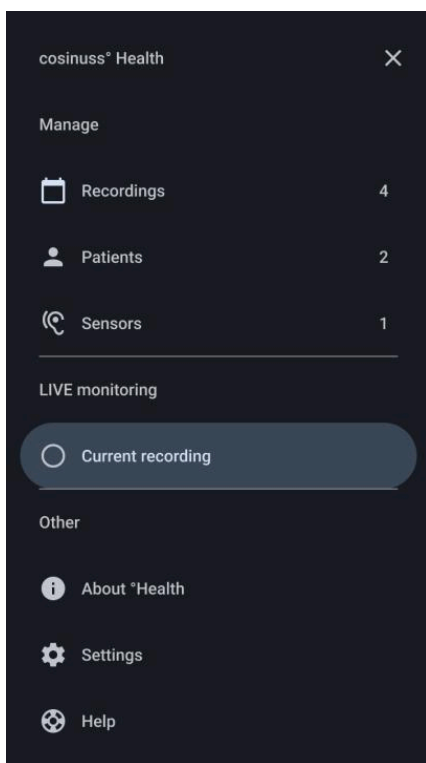 cosinuss° Health
Manage
Recordings 4
Patients 2
Sensors 1
LIVE monitoring
Current recording
Other
About °Health
Settings
Help